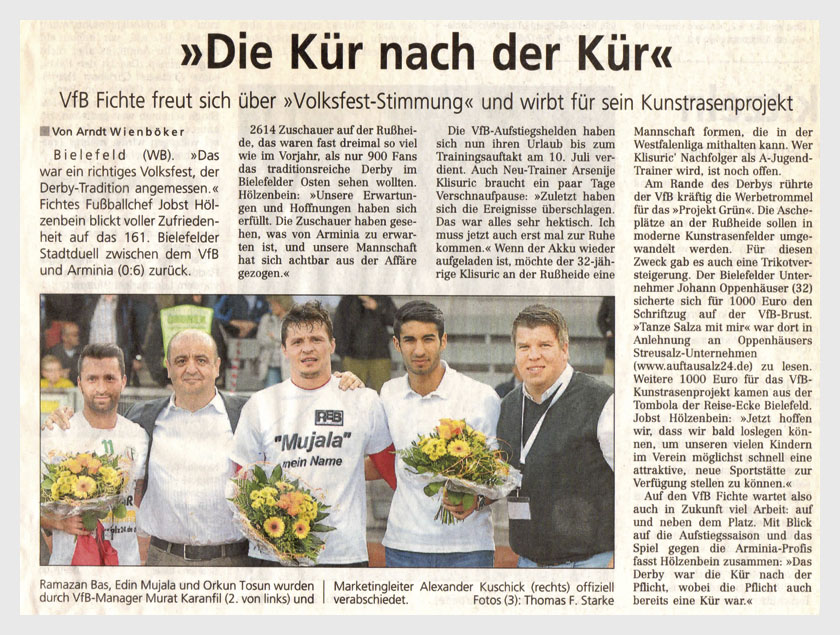 »Die Kür nach der Kür«
VfB Fichte freut sich über »Volksfest-Stimmung« und wirbt für sein Kunstrasenprojekt
Von Arndt Wienböker
Bielefeld (WB). »Das
war ein richtiges Volksfest, der
Derby-Tradition angemessen.«
Fichtes Fußballchef Jobst Höl-
zenbein blickt voller Zufrieden-
heit auf das 161. Bielefelder
Stadtduell zwischen dem VfB
und Arminia (0:6) zurück.
2614 Zuschauer auf der Rußhei-
de, das waren fast dreimal so viel
wie im Vorjahr, als nur 900 Fans
das traditionsreiche Derby im
Bielefelder Osten sehen wollten.
Hölzenbein: »Unsere Erwar-
tungen und Hoffnungen haben sich
erfüllt. Die Zuschauer haben gese-
hen, was von Arminia zu erwar-
ten ist, und unsere Mannschaft
hat sich achtbar aus der Affäre
gezogen.«
Die VfB-Aufstiegshelden haben
sich nun ihren Urlaub bis zum
Trainingsauftakt am 10. Juli ver-
dient. Auch Neu-Trainer Arsenije
Klisuric braucht ein paar Tage
Verschnaufpause: »Zuletzt haben
sich die Ereignisse überschlagen.
Das war alles sehr hektisch. Ich
muss jetzt auch erst mal zur Ruhe
kommen.« Wenn der Akku wieder
aufgeladen ist, möchte der 32-jäh-
rige Klisuric an der Rußheide eine
Mannschaft formen, die in der
Westfalenliga mithalten kann. Wer
Klisuric' Nachfolger als A-Jugend-
Trainer wird, ist noch offen.
Am Rande des Derbys rührte
der VfB kräftig die Werbetrommel
für das »Projekt Grün«. Die Asche-
plätze an der Rußheide sollen in
moderne Kunstrasenfelder umge-
wandelt werden. Für diesen
Zweck gab es auch eine Trikotver-
steigerung. Der Bielefelder Unter-
nehmer Johann Oppenhäuser (32)
sicherte sich für 1000 Euro den
Schriftzug auf der VfB-Brust.
»Tanze Salza mit mir« war dort in
Anlehnung an Oppenhäusers
Streusalz-Unternehmen
(www.auftausalz24.de) zu lesen.
Weitere 1000 Euro für das VfB-
Kunstrasenprojekt kamen aus der
Tombola der Reise-Ecke Bielefeld.
Jobst Hölzenbein: »Jetzt hoffen
wir, dass wir bald loslegen kön-
nen, um unseren vielen Kindern
im Verein möglichst schnell eine
attraktive, neue Sportstätte zur
Verfügung stellen zu können.«
Auf den VfB Fichte wartet also
auch in Zukunft viel Arbeit: auf
und neben dem Platz. Mit Blick
auf die Aufstiegssaison und das
Spiel gegen die Arminia-Profis
fasst Hölzenbein zusammen: »Das
Derby war die Kür nach der
Pflicht, wobei die Pflicht auch
bereits eine Kür war.«
"Mujala"
mein Name
Ramazan Bas, Edin Mujala und Orkun Tosun wurden
durch VfB-Manager Murat Karanfil (2. von links) und
Marketingleiter Alexander Kuschick (rechts) offiziell
verabschiedet. Fotos (3): Thomas F. Starke